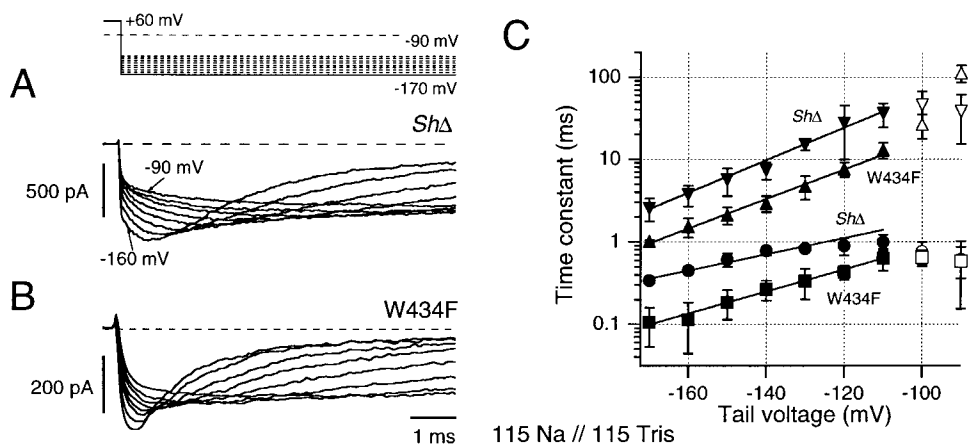 +60 mV
-90 mV
-170 mV
A
ShΔ
-90 mV
500 pA
-160 mV
B
W434F
200 pA
1 ms
115 Na // 115 Tris
C
Time constant (ms)
100
10
1
0.1
ShΔ
W434F
ShΔ
W434F
-160 -140 -120 -100
Tail voltage (mV)